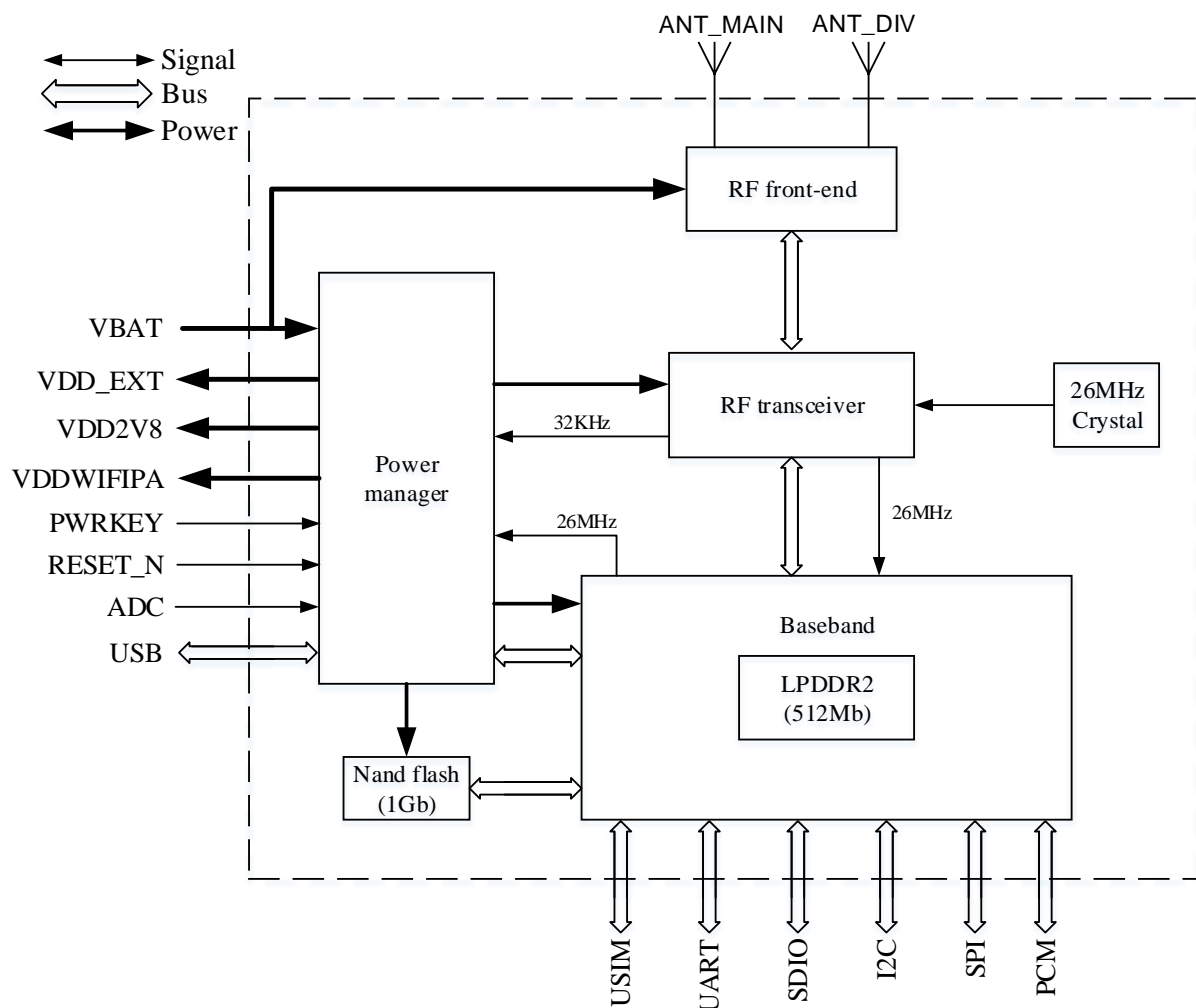 ANT_MAIN
ANT_DIV
Signal
Bus
Power
RF front-end
VBAT
VDD_EXT
VDD2V8
VDDWIFIPA
PWRKEY
RESET_N
ADC
USB
Power
manager
RF transceiver
26MHz
Crystal
32KHz
26MHz
26MHz
Baseband
LPDDR2
(512Mb)
Nand flash
(1Gb)
USIM
UART
SDIO
I2C
SPI
PCM